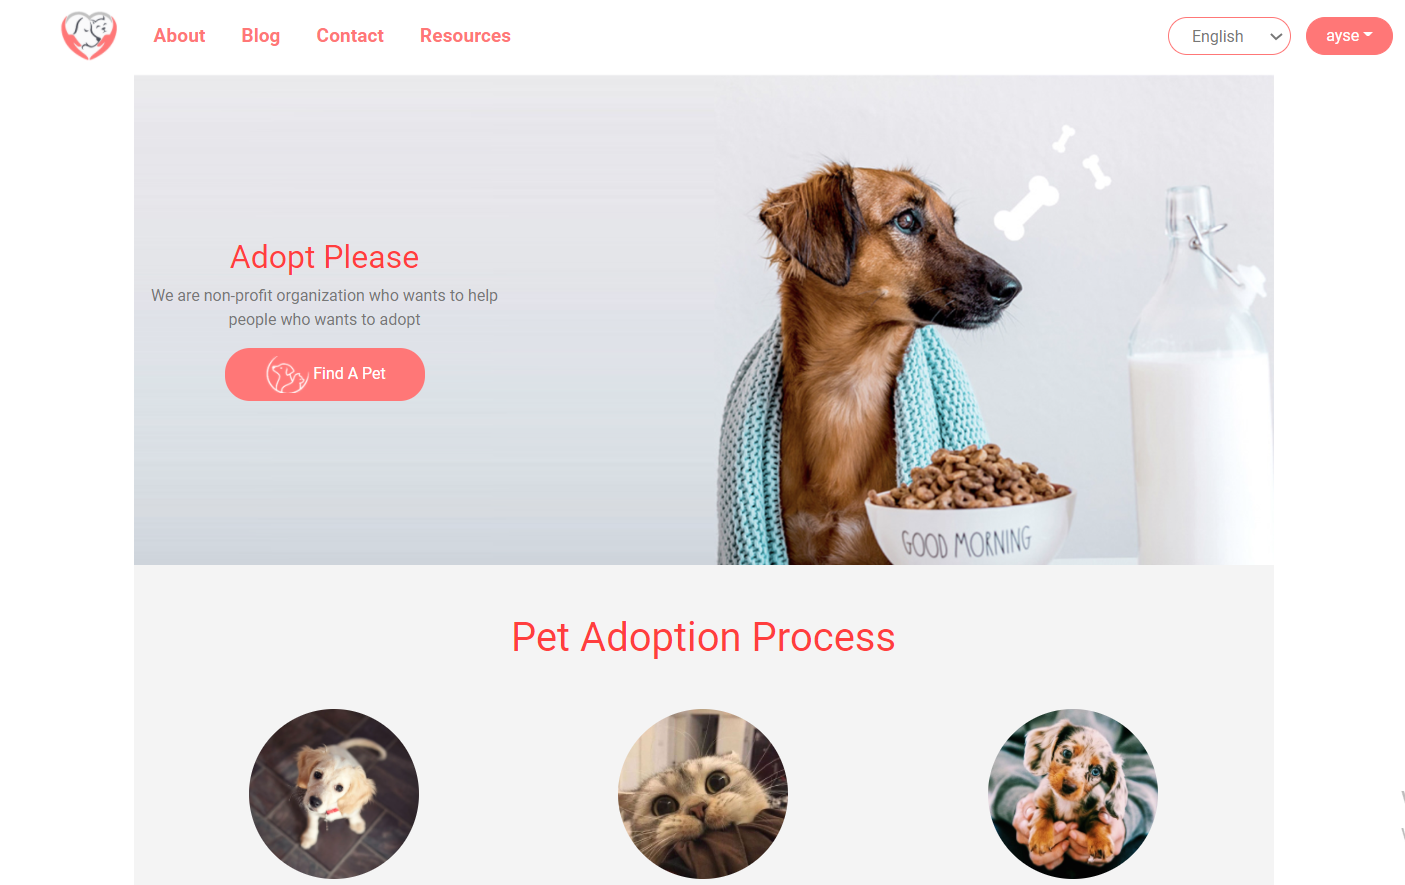 About
Blog
Contact
Resources
English
ayse
Adopt Please
We are non-profit organization who wants to help
people who wants to adopt
Find A Pet
GOOD MORNING
Pet Adoption Process